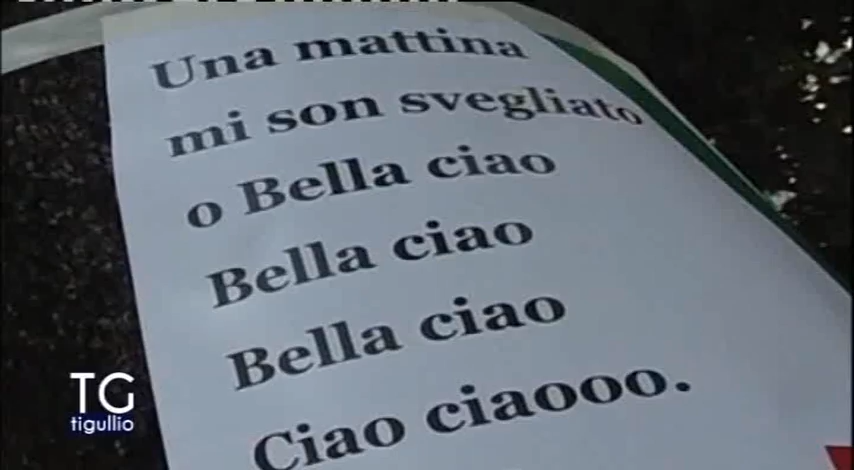 Una mattina
mi son svegliato
o Bella ciao
Bella ciao
Bella ciao
Ciao ciaooo.
TG
tigullio